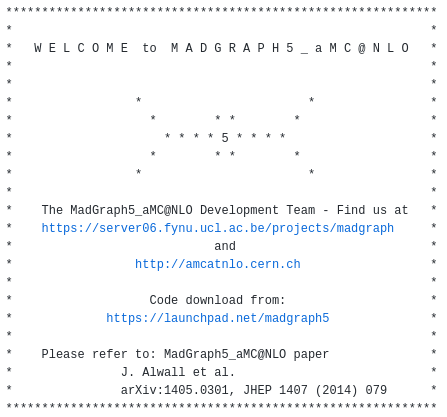 ************************************************************
*                                                          *
*   W E L C O M E  to  M A D G R A P H 5 _ a M C @ N L O   *
*                                                          *
*                                                          *
*                 *                       *                *
*                   *        * *        *                  *
*                     * * * * 5 * * * *                    *
*                   *        * *        *                  *
*                 *                       *                *
*                                                          *
*    The MadGraph5_aMC@NLO Development Team - Find us at   *
*    https://server06.fynu.ucl.ac.be/projects/madgraph     *
*                            and                           *
*                 http://amcatnlo.cern.ch                  *
*                                                          *
*                   Code download from:                    *
*             https://launchpad.net/madgraph5              *
*                                                          *
*    Please refer to: MadGraph5_aMC@NLO paper              *
*               J. Alwall et al.                           *
*               arXiv:1405.0301, JHEP 1407 (2014) 079      *
************************************************************